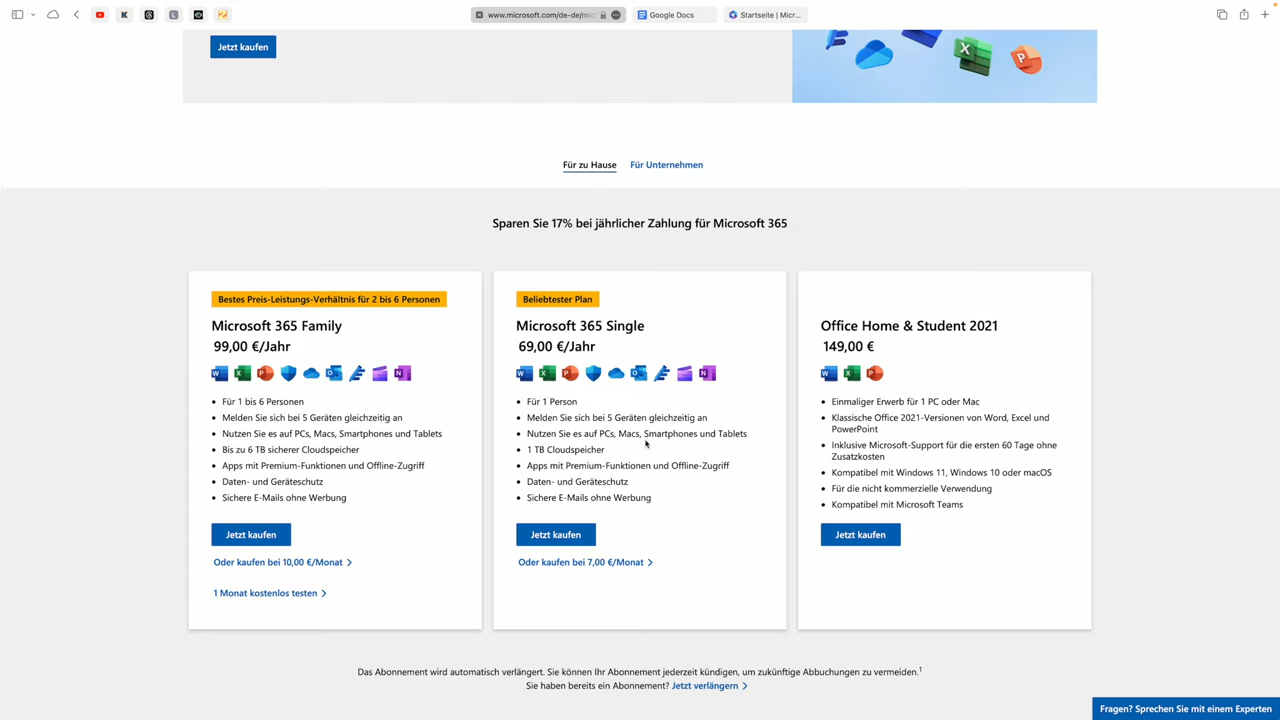 www.microsoft.com/de-de/mic
Google Docs
Startseite | Micr...
Jetzt kaufen
Für zu Hause
Für Unternehmen
Sparen Sie 17% bei jährlicher Zahlung für Microsoft 365
Bestes Preis-Leistungs-Verhältnis für 2 bis 6 Personen
Microsoft 365 Family
99,00 €/Jahr
• Für 1 bis 6 Personen
• Melden Sie sich bei 5 Geräten gleichzeitig an
• Nutzen Sie es auf PCs, Macs, Smartphones und Tablets
• Bis zu 6 TB sicherer Cloudspeicher
• Apps mit Premium-Funktionen und Offline-Zugriff
• Daten- und Geräteschutz
• Sichere E-Mails ohne Werbung
Jetzt kaufen
Oder kaufen bei 10,00 €/Monat
1 Monat kostenlos testen
Beliebtester Plan
Microsoft 365 Single
69,00 €/Jahr
• Für 1 Person
• Melden Sie sich bei 5 Geräten gleichzeitig an
• Nutzen Sie es auf PCs, Macs, Smartphones und Tablets
• 1 TB Cloudspeicher
• Apps mit Premium-Funktionen und Offline-Zugriff
• Daten- und Geräteschutz
• Sichere E-Mails ohne Werbung
Jetzt kaufen
Oder kaufen bei 7,00 €/Monat
Office Home & Student 2021
149,00 €
• Einmaliger Erwerb für 1 PC oder Mac
• Klassische Office 2021-Versionen von Word, Excel und
PowerPoint
• Inklusive Microsoft-Support für die ersten 60 Tage ohne
Zusatzkosten
• Kompatibel mit Windows 11, Windows 10 oder macOS
• Für die nicht kommerzielle Verwendung
• Kompatibel mit Microsoft Teams
Jetzt kaufen
Das Abonnement wird automatisch verlängert. Sie können Ihr Abonnement jederzeit kündigen, um zukünftige Abbuchungen zu vermeiden.¹
Sie haben bereits ein Abonnement? Jetzt verlängern
Fragen? Sprechen Sie mit einem Experten